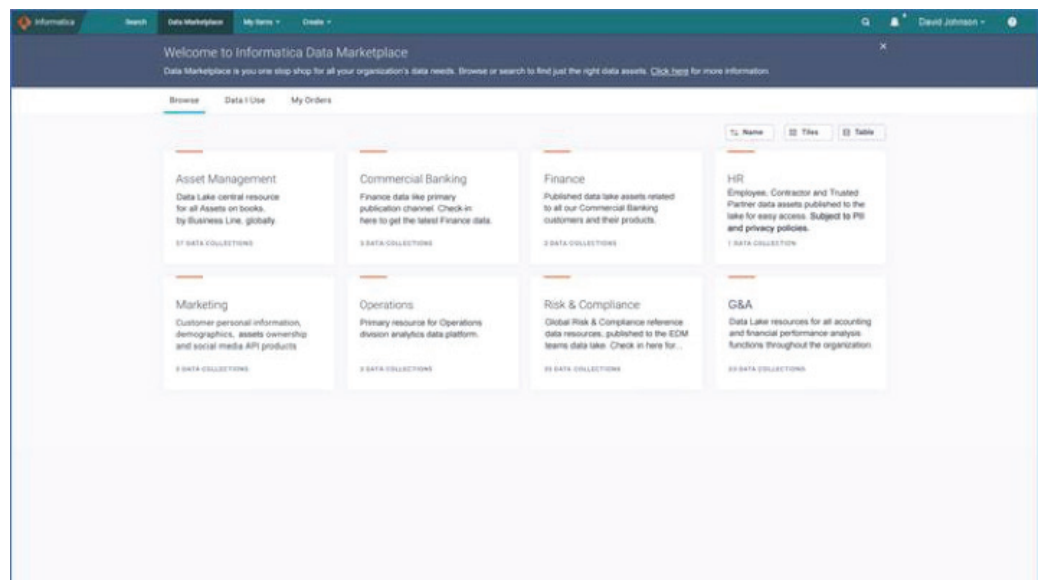 Informatica
Search
Data Marketplace
My Items
Create
David Johnson
Welcome to Informatica Data Marketplace
Data Marketplace is you one stop shop for all your organization's data needs. Browse or search to find just the right data assets. Click here for more information.
Browse
Data I Use
My Orders
Name
Tiles
Table
Asset Management
Data Lake central resource
for all Assets on books.
by Business Line, globally
DATA COLLECTIONS
Commercial Banking
Finance data like primary
publication channel. Check-in
here to get the latest Finance data.
3 DATA COLLECTIONS
Finance
Published data lake assets related
to all our Commercial Banking
customers and their products.
DATA COLLECTIONS
HR
Employee, Contractor and Trusted
Partner data assets published to the
lake for easy access. Subject to PII
and privacy policies.
1 DATA COLLECTION
Marketing
Customer personal information,
demographics, assets ownership
and social media API products
DATA COLLECTIONS
Operations
Primary resource for Operations
division analytics data platform.
3 DATA COLLECTIONS
Risk & Compliance
Global Risk & Compliance reference
data resources, published to the EDM
teams data lake. Check in here for...
DATA COLLECTIONS
G&A
Data Lake resources for all acounting
and financial performance analysis
functions throughout the organization.
DATA COLLECTIONS